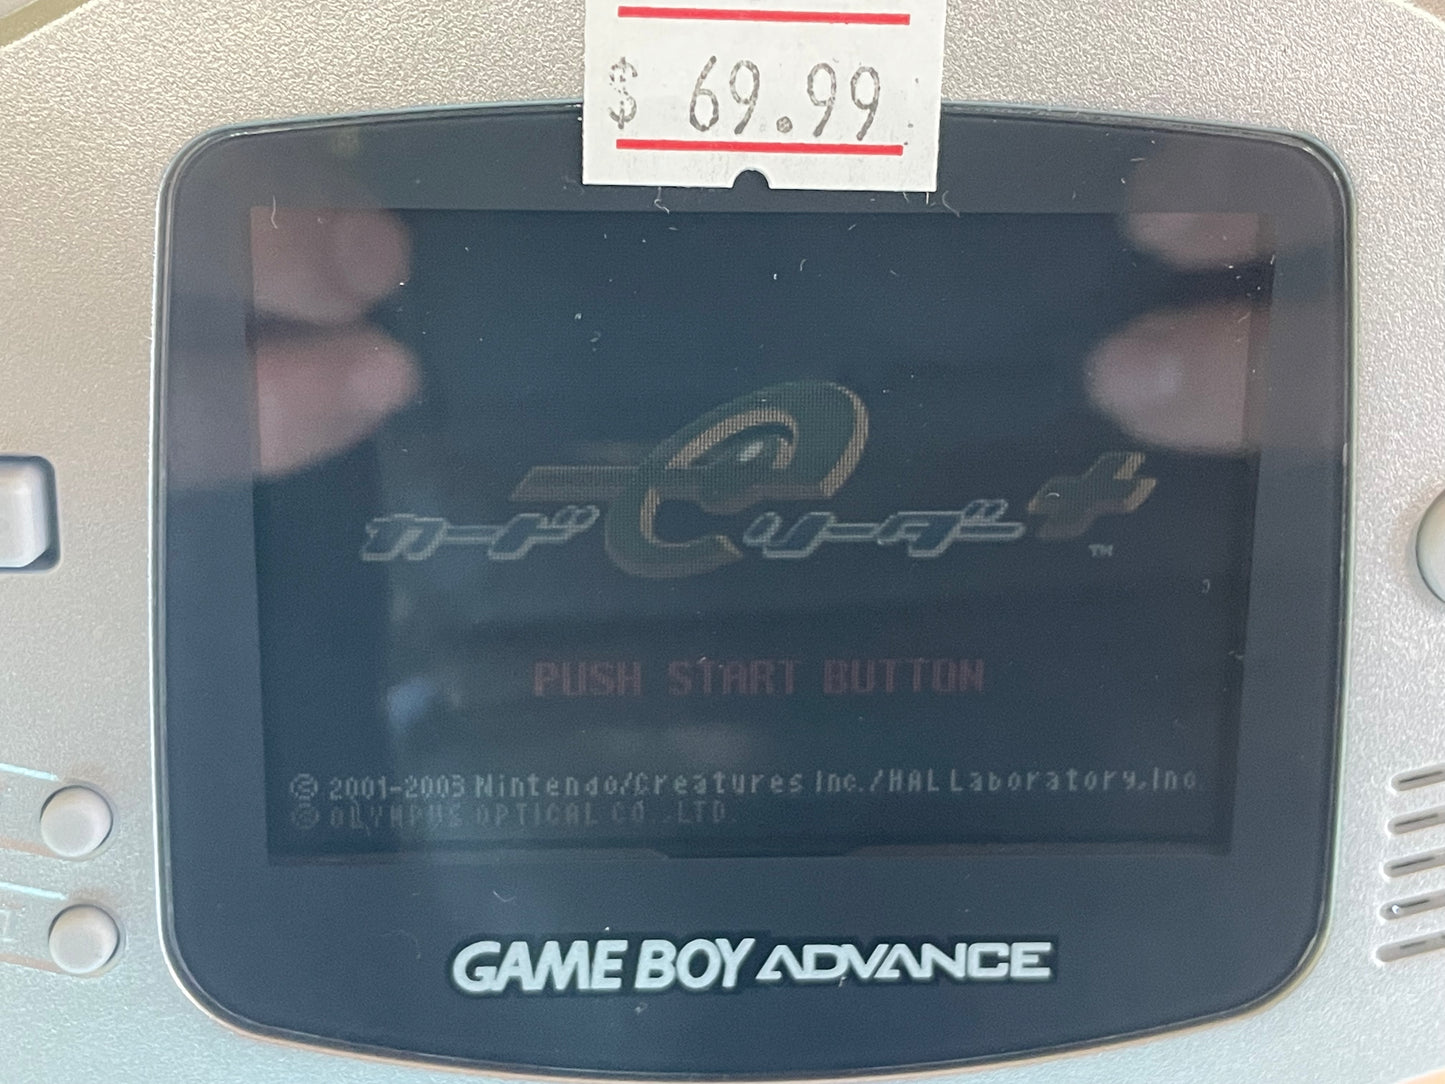 $ 69.99
カードeリーダー+
TM
PUSH START BUTTON
© 2001-2003 Nintendo/Creatures Inc./HAL Laboratory,Inc
© OLYMPUS OPTICAL CO.,LTD.
GAME BOY ADVANCE